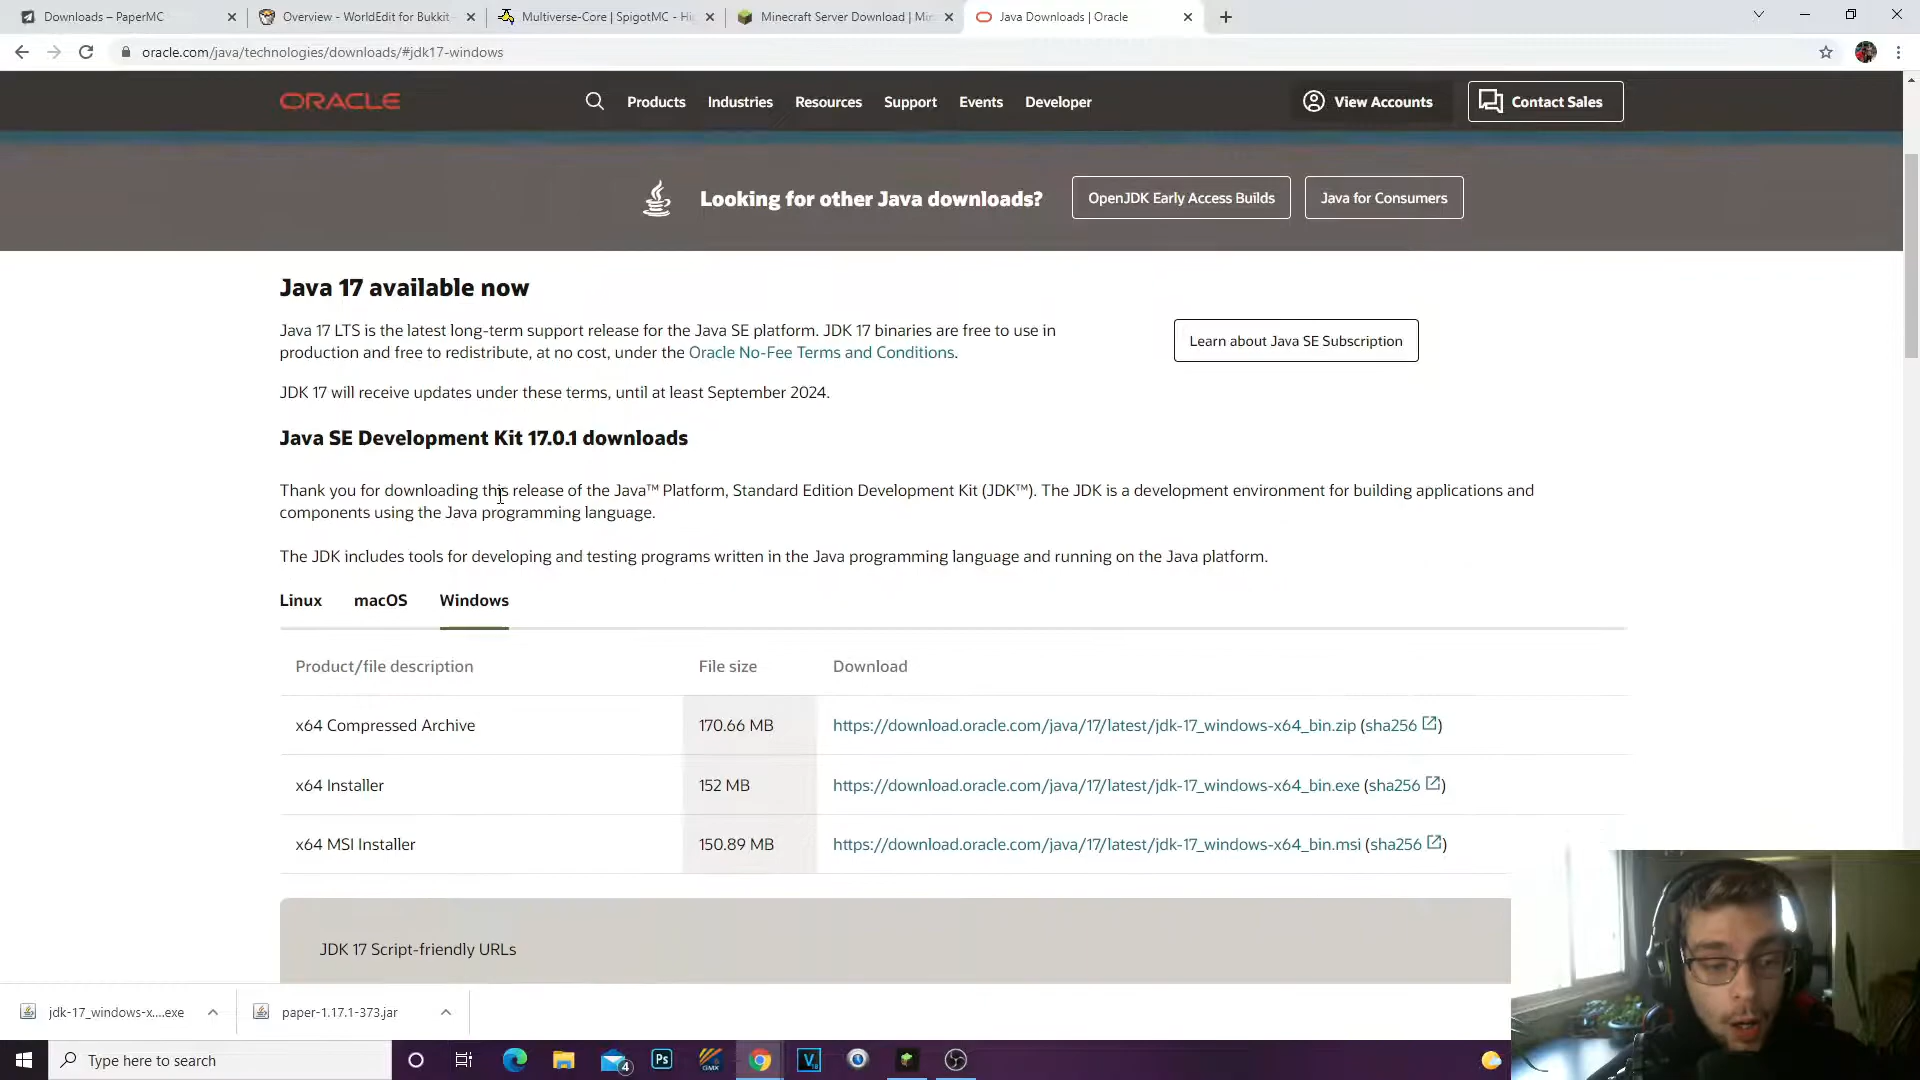 Downloads – PaperMC
Overview - WorldEdit for Bukkit -
Multiverse-Core | SpigotMC - Hi
Minecraft Server Download | Min
Java Downloads | Oracle
oracle.com/java/technologies/downloads/#jdk17-windows
ORACLE
Products Industries Resources Support Events Developer
View Accounts
Contact Sales
Looking for other Java downloads?
OpenJDK Early Access Builds
Java for Consumers
Java 17 available now
Java 17 LTS is the latest long-term support release for the Java SE platform. JDK 17 binaries are free to use in
production and free to redistribute, at no cost, under the Oracle No-Fee Terms and Conditions.
Learn about Java SE Subscription
JDK 17 will receive updates under these terms, until at least September 2024.
Java SE Development Kit 17.0.1 downloads
Thank you for downloading this release of the Java™ Platform, Standard Edition Development Kit (JDK™). The JDK is a development environment for building applications and
components using the Java programming language.
The JDK includes tools for developing and testing programs written in the Java programming language and running on the Java platform.
Linux macOS Windows
Product/file description File size Download
x64 Compressed Archive 170.66 MB https://download.oracle.com/java/17/latest/jdk-17_windows-x64_bin.zip (sha256)
x64 Installer 152 MB https://download.oracle.com/java/17/latest/jdk-17_windows-x64_bin.exe (sha256)
x64 MSI Installer 150.89 MB https://download.oracle.com/java/17/latest/jdk-17_windows-x64_bin.msi (sha256)
JDK 17 Script-friendly URLs
jdk-17_windows-x....exe
paper-1.17.1-373.jar
Type here to search
4
Ps
GMX
V
18